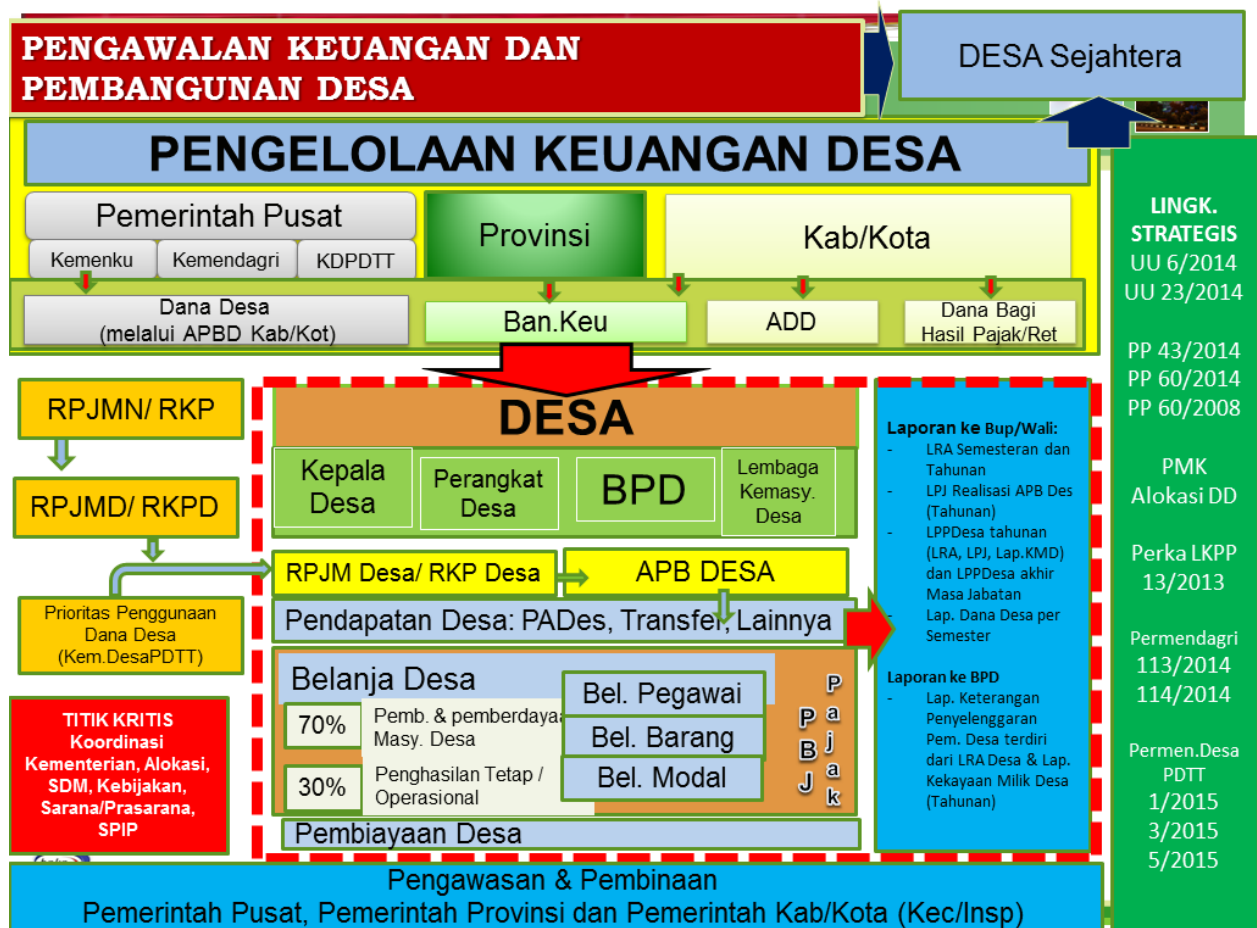 PENGAWALAN KEUANGAN DAN
PEMBANGUNAN DESA
DESA Sejahtera
PENGELOLAAN KEUANGAN DESA
Pemerintah Pusat
Kemenku
Kemendagri
KDPDTT
Provinsi
Kab/Kota
Dana Desa
(melalui APBD Kab/Kot)
Ban.Keu
ADD
Dana Bagi
Hasil Pajak/Ret
RPJMN/ RKP
RPJMD/ RKPD
Prioritas Penggunaan
Dana Desa
(Kem.DesaPDTT)
TITIK KRITIS
Koordinasi
Kementerian, Alokasi,
SDM, Kebijakan,
Sarana/Prasarana,
SPIP
DESA
Kepala
Desa
Perangkat
Desa
BPD
Lembaga
Kemasy.
Desa
RPJM Desa/ RKP Desa
APB DESA
Pendapatan Desa: PADes, Transfer, Lainnya
Belanja Desa
70%
Pemb. & pemberdayaa
Masy. Desa
30%
Penghasilan Tetap /
Operasional
Bel. Pegawai
Bel. Barang
Bel. Modal
PBJ
Pajak
Pembiayaan Desa
Laporan ke Bup/Wali:
- LRA Semesteran dan
Tahunan
- LPJ Realisasi APB Des
(Tahunan)
- LPPDesa tahunan
(LRA, LPJ, Lap.KMD)
dan LPPDesa akhir
Masa Jabatan
- Lap. Dana Desa per
Semester
Laporan ke BPD
- Lap. Keterangan
Penyelenggaran
Pem. Desa terdiri
dari LRA Desa & Lap.
Kekayaan Milik Desa
(Tahunan)
LINGK.
STRATEGIS
UU 6/2014
UU 23/2014
PP 43/2014
PP 60/2014
PP 60/2008
PMK
Alokasi DD
Perka LKPP
13/2013
Permendagri
113/2014
114/2014
Permen.Desa
PDTT
1/2015
3/2015
5/2015
Pengawasan & Pembinaan
Pemerintah Pusat, Pemerintah Provinsi dan Pemerintah Kab/Kota (Kec/Insp)